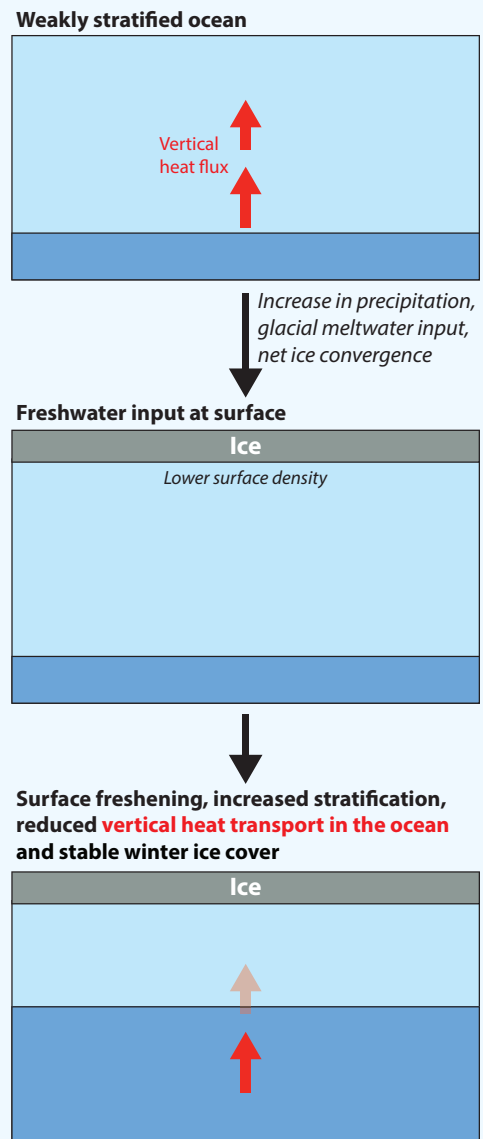 Weakly stratified ocean
Vertical
heat flux
Increase in precipitation,
glacial meltwater input,
net ice convergence
Freshwater input at surface
Ice
Lower surface density
Surface freshening, increased stratification,
reduced vertical heat transport in the ocean
and stable winter ice cover
Ice